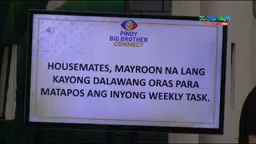 PINOY
BIG BROTHER
CONNECT
HOUSEMATES, MAYROON NA LANG
KAYONG DALAWANG ORAS PARA
MATAPOS ANG INYONG WEEKLY TASK.